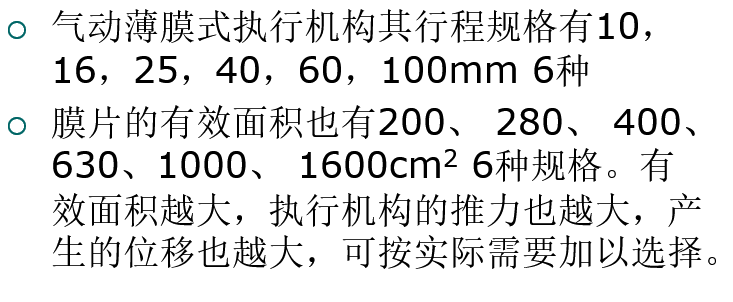 气动薄膜式执行机构其行程规格有10，
16，25，40，60，100mm 6种
膜片的有效面积也有200、 280、 400、
630、1000、 1600cm² 6种规格。有
效面积越大，执行机构的推力也越大，产
生的位移也越大，可按实际需要加以选择。